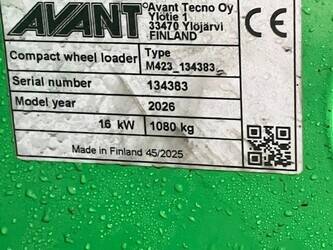 AVANT
Avant Tecno Oy
Ylötie 1
33470 Ylöjärvi
FINLAND
Compact wheel loader Type
M423_134383
Serial number 134383
Model year 2026
16 kW 1080 kg
Made in Finland 45/2025